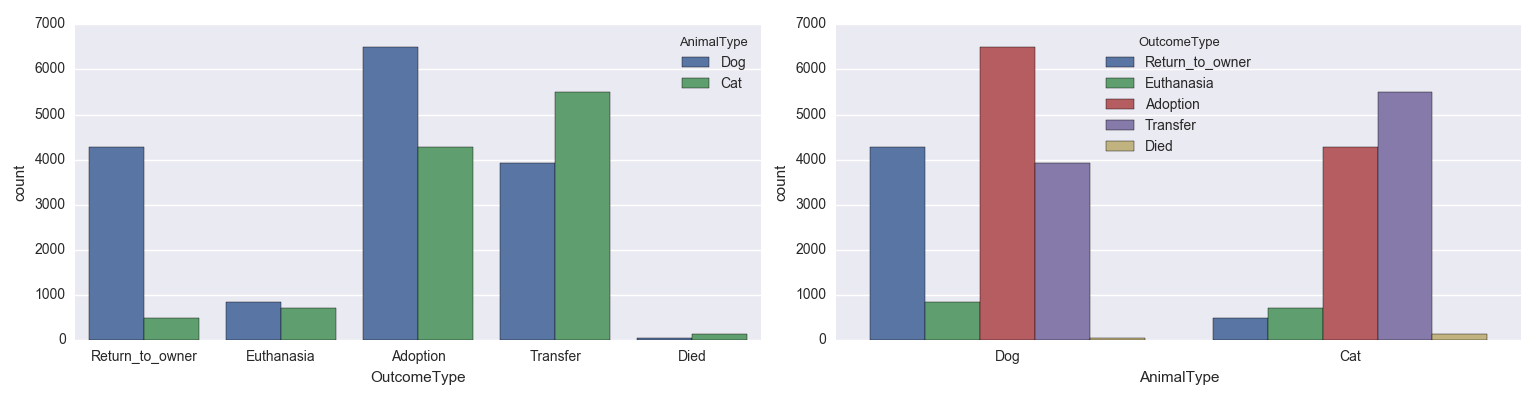 7000
6000
5000
4000
3000
2000
1000
0
count
AnimalType
Dog
Cat
Return_to_owner Euthanasia Adoption Transfer Died
OutcomeType
7000
6000
5000
4000
3000
2000
1000
0
count
OutcomeType
Return_to_owner
Euthanasia
Adoption
Transfer
Died
Dog Cat
AnimalType